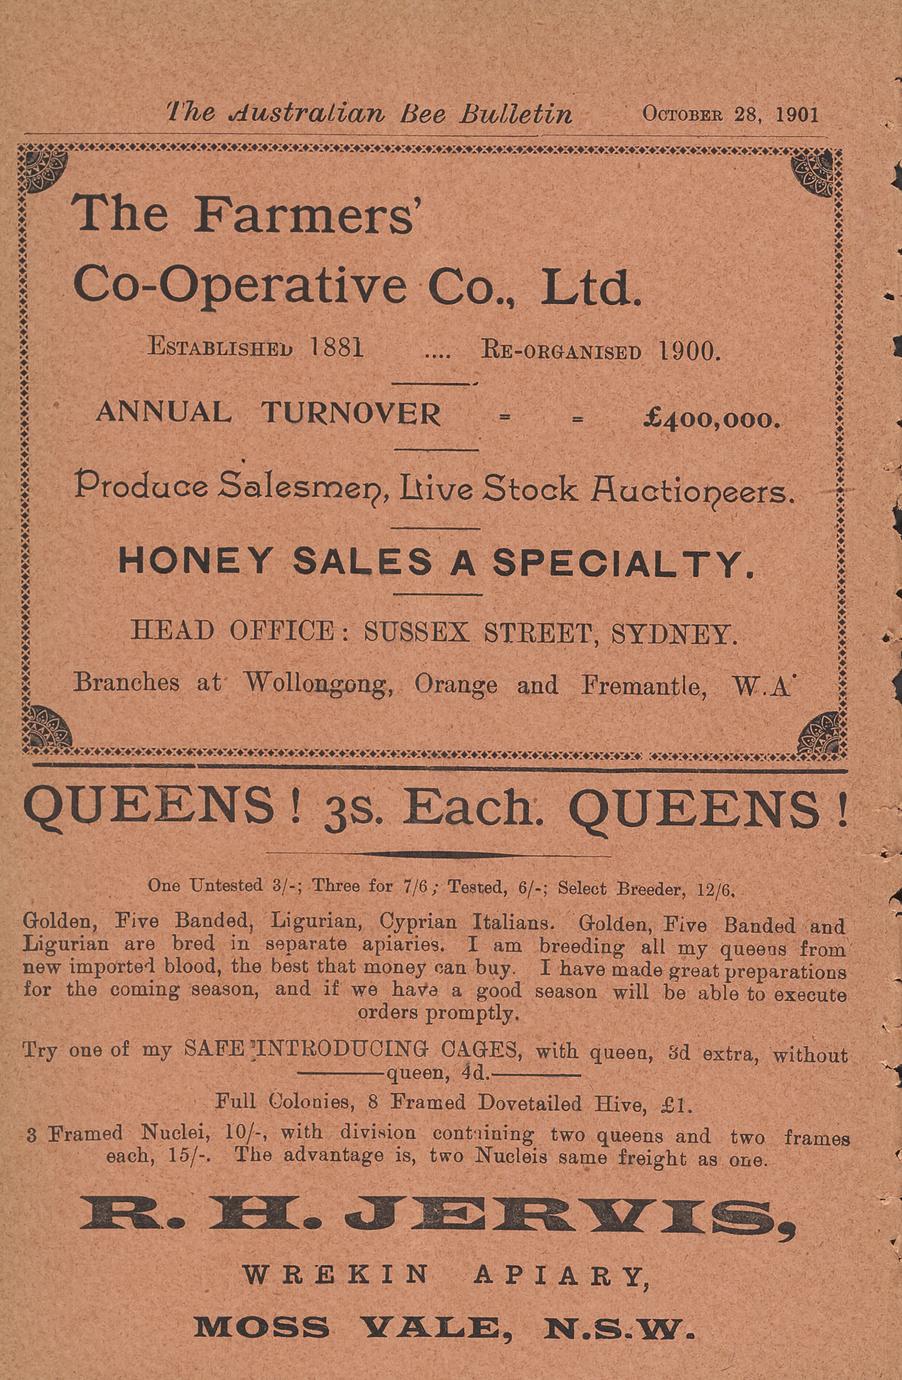 The Australian Bee Bulletin OCTOBER 28, 1901
The Farmers'
Co-Operative Co., Ltd.
ESTABLISHED 1881 .... RE-ORGANISED 1900.
ANNUAL TURNOVER = = £400,000.
Produce Salesmen, Live Stock Auctioneers.
HONEY SALES A SPECIALTY.
HEAD OFFICE: SUSSEX STREET, SYDNEY.
Branches at Wollongong, Orange and Fremantle, W.A.
QUEENS! 3s. Each. QUEENS!
One Untested 3/-; Three for 7/6; Tested, 6/-; Select Breeder, 12/6.
Golden, Five Banded, Ligurian, Cyprian Italians. Golden, Five Banded and
Ligurian are bred in separate apiaries. I am breeding all my queens from
new imported blood, the best that money can buy. I have made great preparations
for the coming season, and if we have a good season will be able to execute
orders promptly.
Try one of my SAFE INTRODUCING CAGES, with queen, 3d extra, without
queen, 4d.
Full Colonies, 8 Framed Dovetailed Hive, £1.
3 Framed Nuclei, 10/-, with division containing two queens and two frames
each, 15/-. The advantage is, two Nucleis same freight as one.
R. H. JERVIS,
WREKIN APIARY,
MOSS VALE, N.S.W.